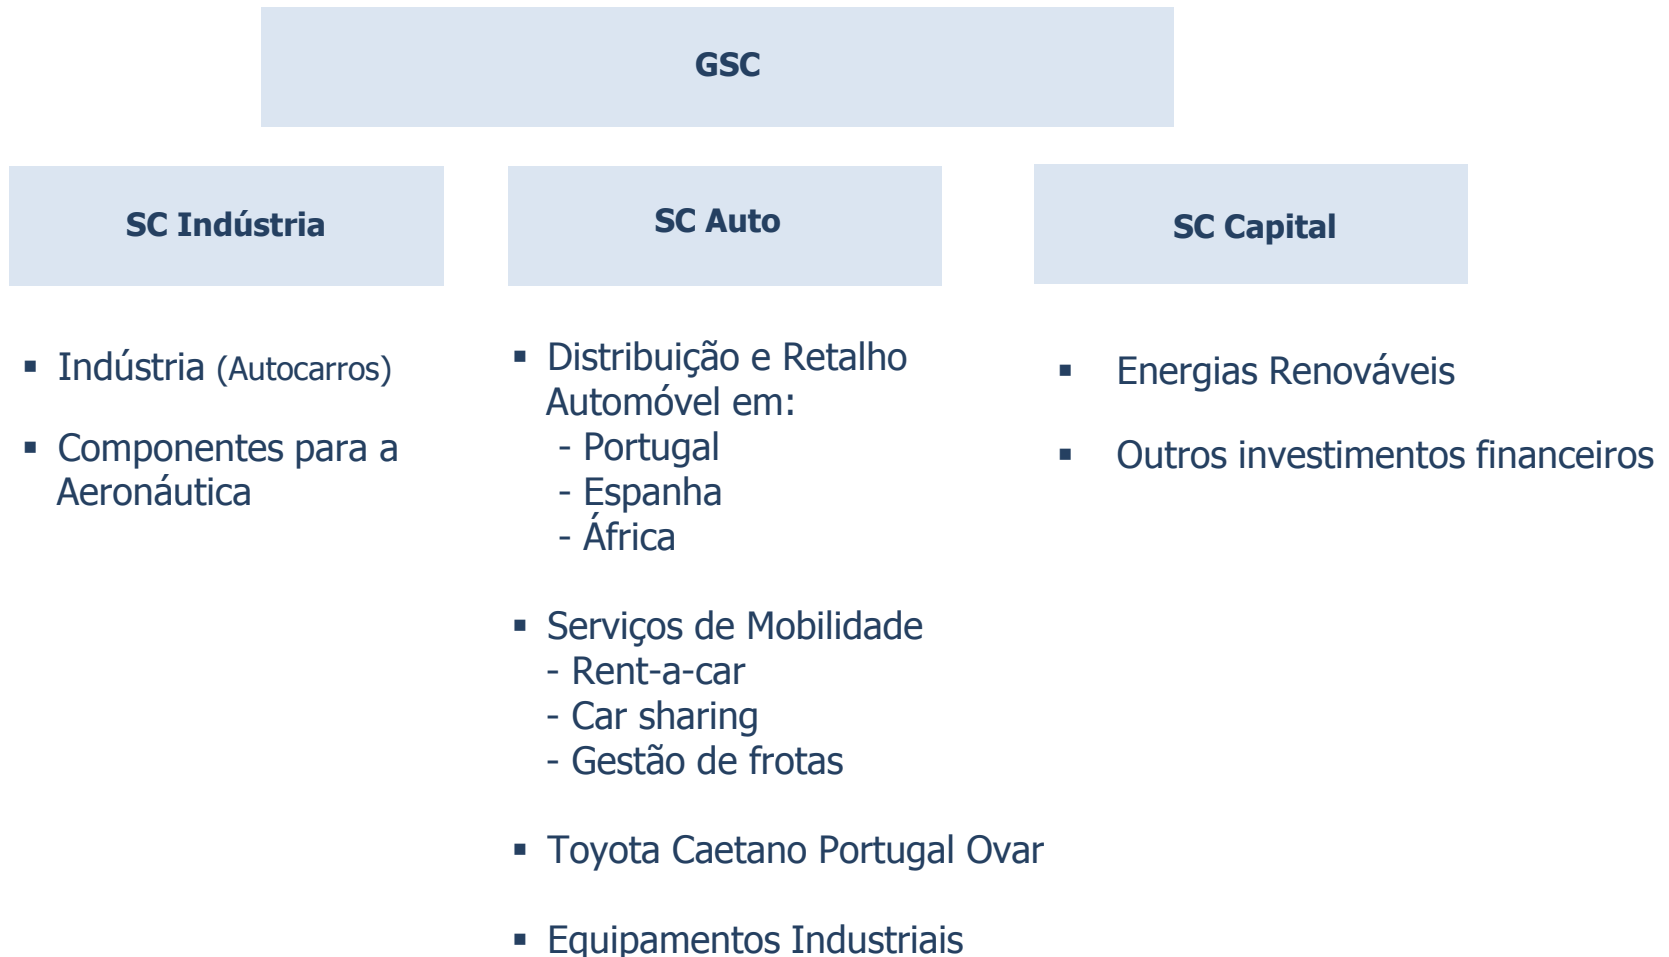 GSC
SC Indústria
▪ Indústria (Autocarros)
▪ Componentes para a
Aeronáutica
SC Auto
▪ Distribuição e Retalho
Automóvel em:
- Portugal
- Espanha
- África
▪ Serviços de Mobilidade
- Rent-a-car
- Car sharing
- Gestão de frotas
▪ Toyota Caetano Portugal Ovar
▪ Equipamentos Industriais
SC Capital
▪ Energias Renováveis
▪ Outros investimentos financeiros